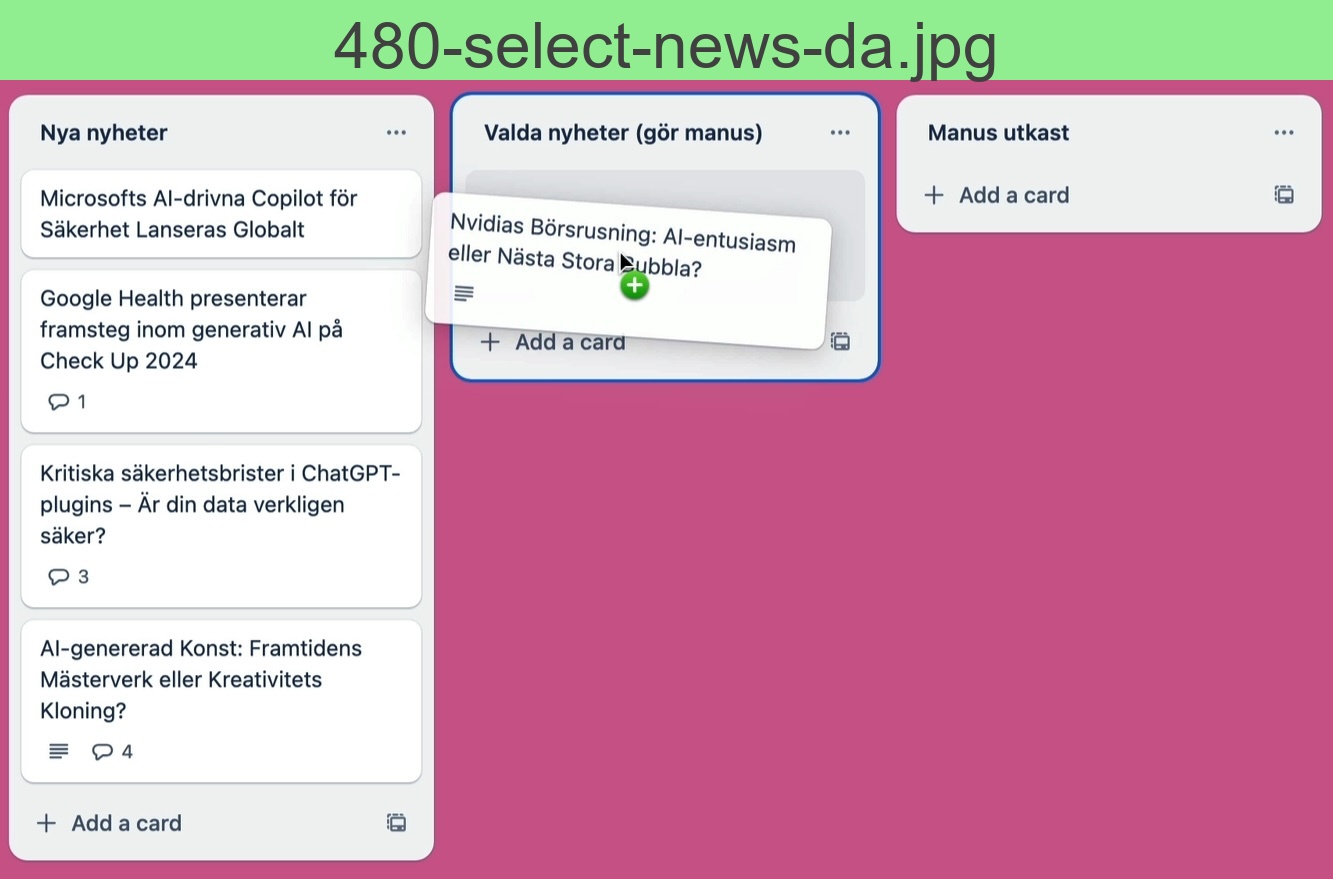 480-select-news-da.jpg
Nya nyheter
Microsofts AI-drivna Copilot för
Säkerhet Lanseras Globalt
Google Health presenterar
framsteg inom generativ AI på
Check Up 2024
1
Kritiska säkerhetsbrister i ChatGPT-
plugins – Är din data verkligen
säker?
3
AI-genererad Konst: Framtidens
Mästerverk eller Kreativitets
Kloning?
4
Add a card
Valda nyheter (gör manus)
Nvidias Börsrusning: AI-entusiasm
eller Nästa Stora Bubbla?
Add a card
Manus utkast
Add a card